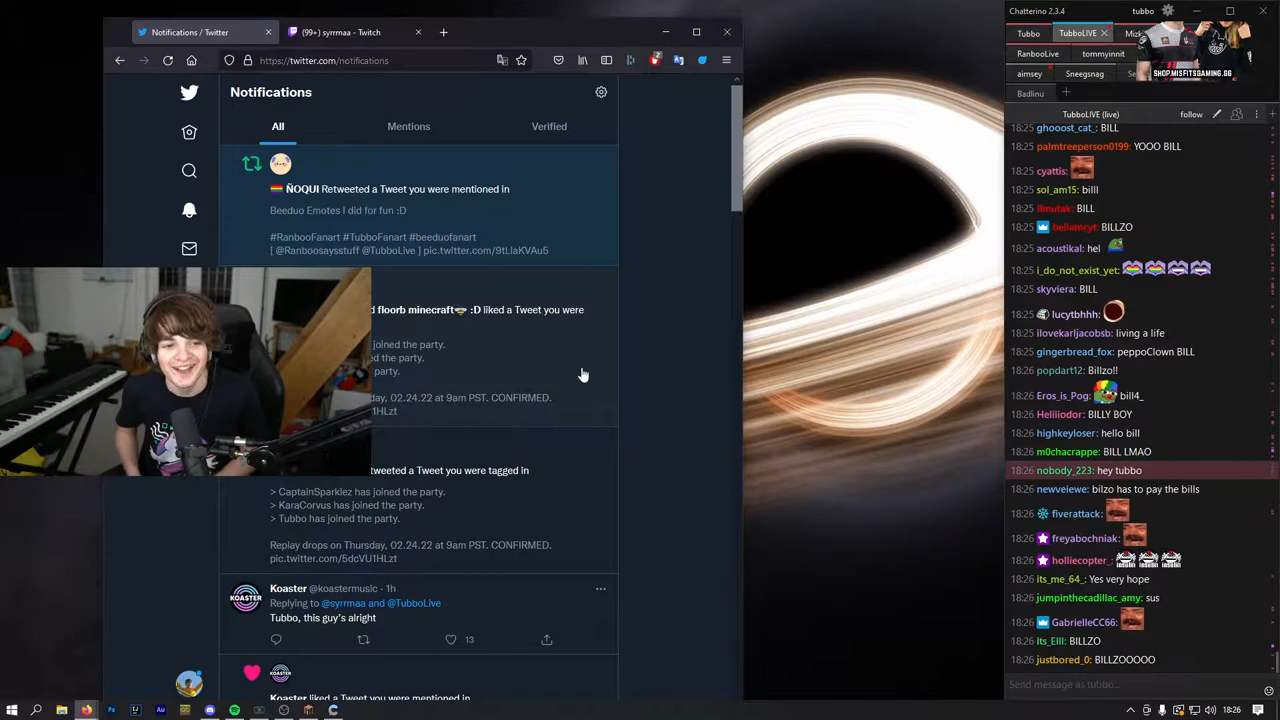 Notifications / Twitter
(99+) syrrmaa - Twitch
https://twitter.com/notifications
Notifications
All
Mentions
Verified
ÑOQUI Retweeted a Tweet you were mentioned in
Beeduo Emotes I did for fun :D
#RanbooFanart #TubboFanart #beeduofanart
[ @Ranboosaysstuff @TubboLive ] pic.twitter.com/9tLlaKVAu5
d floorb minecraft :D liked a Tweet you were
joined the party.
the party.
party.
day, 02.24.22 at 9am PST. CONFIRMED.
1HLzt
tweeted a Tweet you were tagged in
> CaptainSparklez has joined the party.
> KaraCorvus has joined the party.
> Tubbo has joined the party.
Replay drops on Thursday, 02.24.22 at 9am PST. CONFIRMED.
pic.twitter.com/5dcVU1HLzt
KOASTER
Koaster @koastermusic · 1h
Replying to @syrrmaa and @TubboLive
Tubbo, this guy's alright
13
Koaster liked a Tweet you were mentioned in
Chatterino 2.3.4
tubbo
Tubbo
TubboLIVE
Mizk
RanbooLive
tommyinnit
SHOP.MISFITSGAMING.GG
aimsey
Sneegsnag
Badlinu
TubboLIVE (live)
follow
18:25 ghooost_cat_: BILL
18:25 palmtreeperson0199: YOOO BILL
18:25 cyattis:
18:25 sol_am15: billl
18:25 llmutak: BILL
18:25 bellamcyt: BILLZO
18:25 acoustikal: hel
18:25 i_do_not_exist_yet:
18:25 skyviera: BILL
18:25 lucytbhhh:
18:25 ilovekarljacobsb: living a life
18:25 gingerbread_fox: peppoClown BILL
18:26 popdart12: Billzo!!
18:26 Eros_is_Pog: bill4_
18:26 Heliiiodor: BILLY BOY
18:26 highkeyloser: hello bill
18:26 m0chacrappe: BILL LMAO
18:26 nobody_223: hey tubbo
18:26 newveiewe: bilzo has to pay the bills
18:26 fiverattack:
18:26 freyabochniak:
18:26 holliecopter_:
18:26 its_me_64_: Yes very hope
18:26 jumpinthecadillac_amy: sus
18:26 GabrielleCC66:
18:26 Its_Elll: BILLZO
18:26 justbored_0: BILLZOOOOO
Send message as tubbo...
18:26